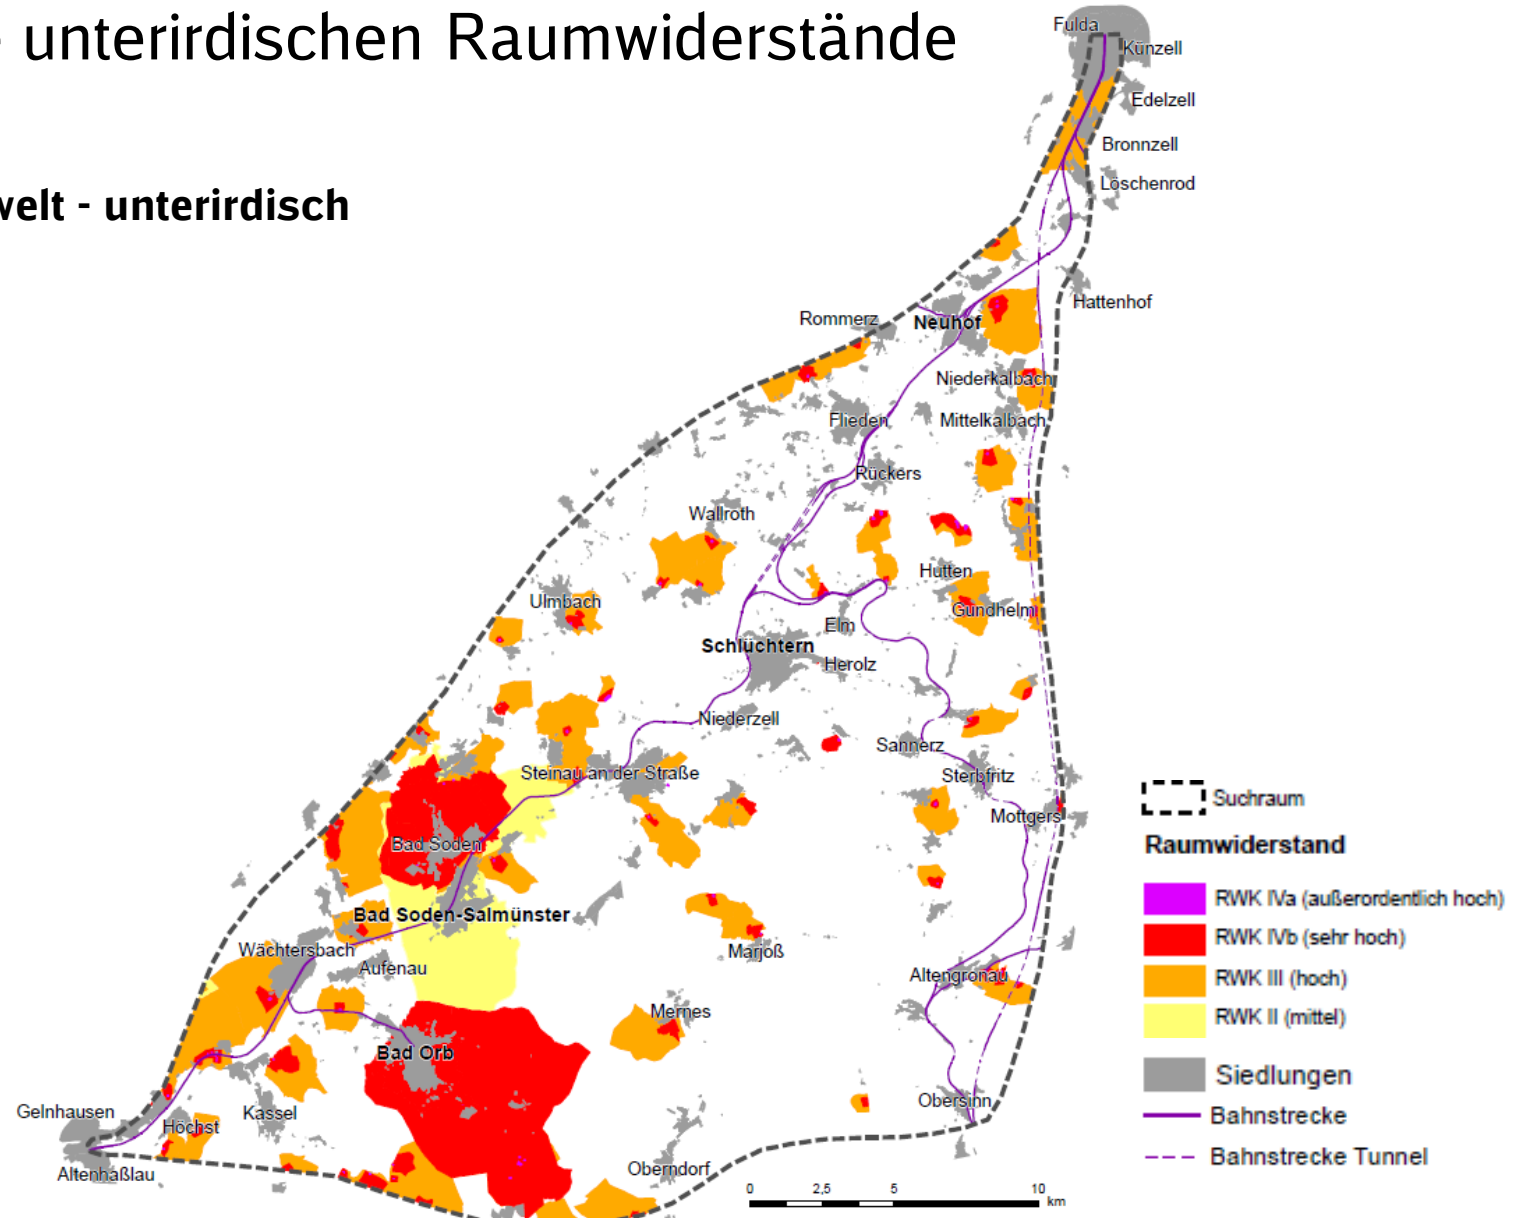 unterirdischen Raumwiderstände
welt - unterirdisch
Fulda
Künzell
Edelzell
Bronnzell
Löschenrod
Hattenhof
Rommerz
Neuhof
Niederkalbach
Flieden
Mittelkalbach
Rückers
Wallroth
Hutten
Ulmbach
Gundhelm
Elm
Schlüchtern
Herolz
Niederzell
Sannerz
Steinau an der Straße
Sterbfritz
Mottgers
Bad Soden
Bad Soden-Salmünster
Wächtersbach
Aufenau
Marjoß
Altengronau
Mernes
Bad Orb
Obersinn
Gelnhausen
Kassel
Höchst
Altenhaßlau
Oberndorf
0 2,5 5 10
km
Suchraum
Raumwiderstand
RWK IVa (außerordentlich hoch)
RWK IVb (sehr hoch)
RWK III (hoch)
RWK II (mittel)
Siedlungen
Bahnstrecke
Bahnstrecke Tunnel